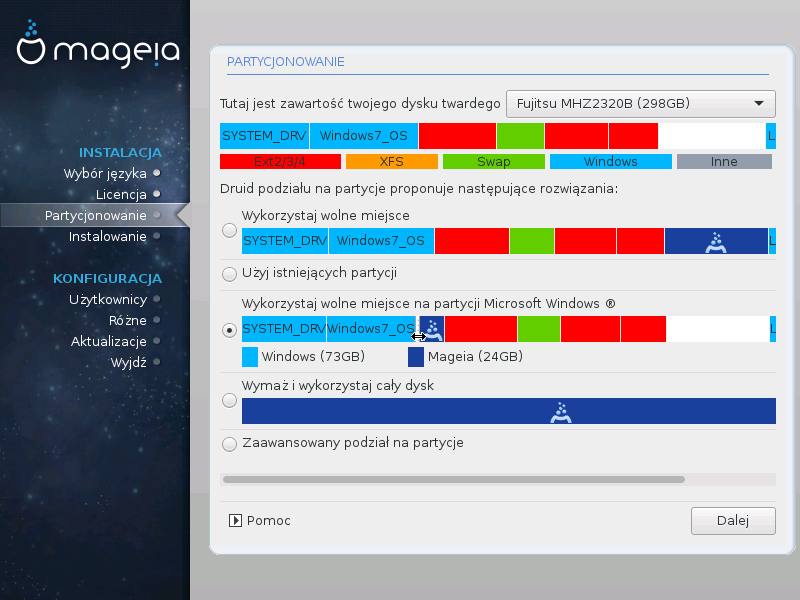 mageia
INSTALACJA
Wybór języka
Licencja
Partycjonowanie
Instalowanie
KONFIGURACJA
Użytkownicy
Różne
Aktualizacje
Wyjdź
PARTYCJONOWANIE
Tutaj jest zawartość twojego dysku twardego Fujitsu MHZ2320B (298GB)
SYSTEM_DRV Windows7_OS L
Ext2/3/4 XFS Swap Windows Inne
Druid podziału na partycje proponuje następujące rozwiązania:
Wykorzystaj wolne miejsce
SYSTEM_DRV Windows7_OS L
Użyj istniejących partycji
Wykorzystaj wolne miejsce na partycji Microsoft Windows ®
SYSTEM_DRV Windows7_OS L
Windows (73GB) Mageia (24GB)
Wymaż i wykorzystaj cały dysk
Zaawansowany podział na partycje
Pomoc
Dalej